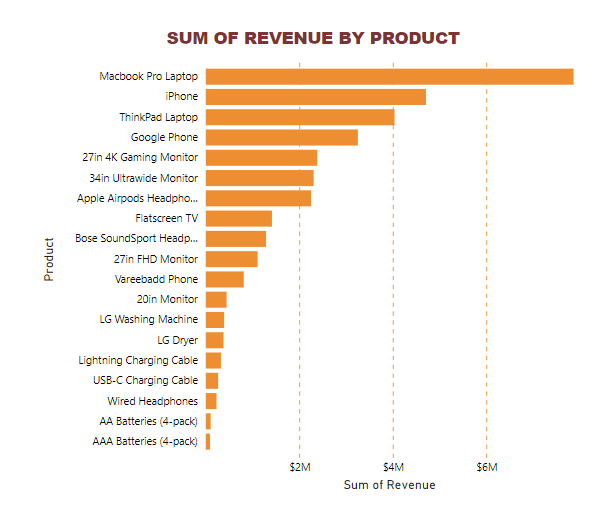 SUM OF REVENUE BY PRODUCT
Macbook Pro Laptop
iPhone
ThinkPad Laptop
Google Phone
27in 4K Gaming Monitor
34in Ultrawide Monitor
Apple Airpods Headpho...
Flatscreen TV
Bose SoundSport Headp...
27in FHD Monitor
Vareebadd Phone
20in Monitor
LG Washing Machine
LG Dryer
Lightning Charging Cable
USB-C Charging Cable
Wired Headphones
AA Batteries (4-pack)
AAA Batteries (4-pack)
Product
$2M $4M $6M
Sum of Revenue